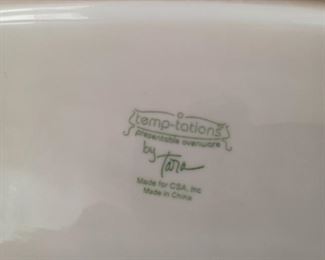 temp-tations
presentable ovenware
by Tara
Made for CSA, Inc
Made in China